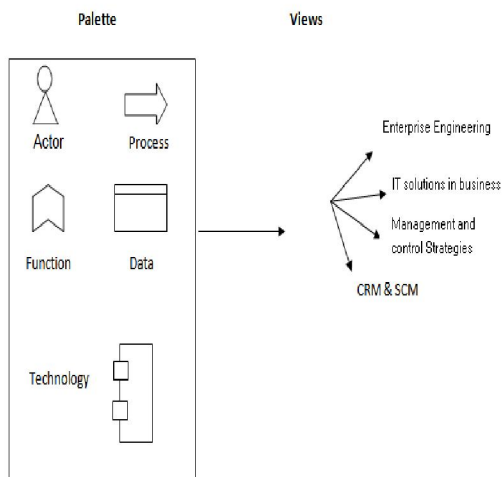 Palette
Views
Actor
Process
Function
Data
Technology
Enterprise Engineering
IT solutions in business
Management and
control Strategies
CRM & SCM